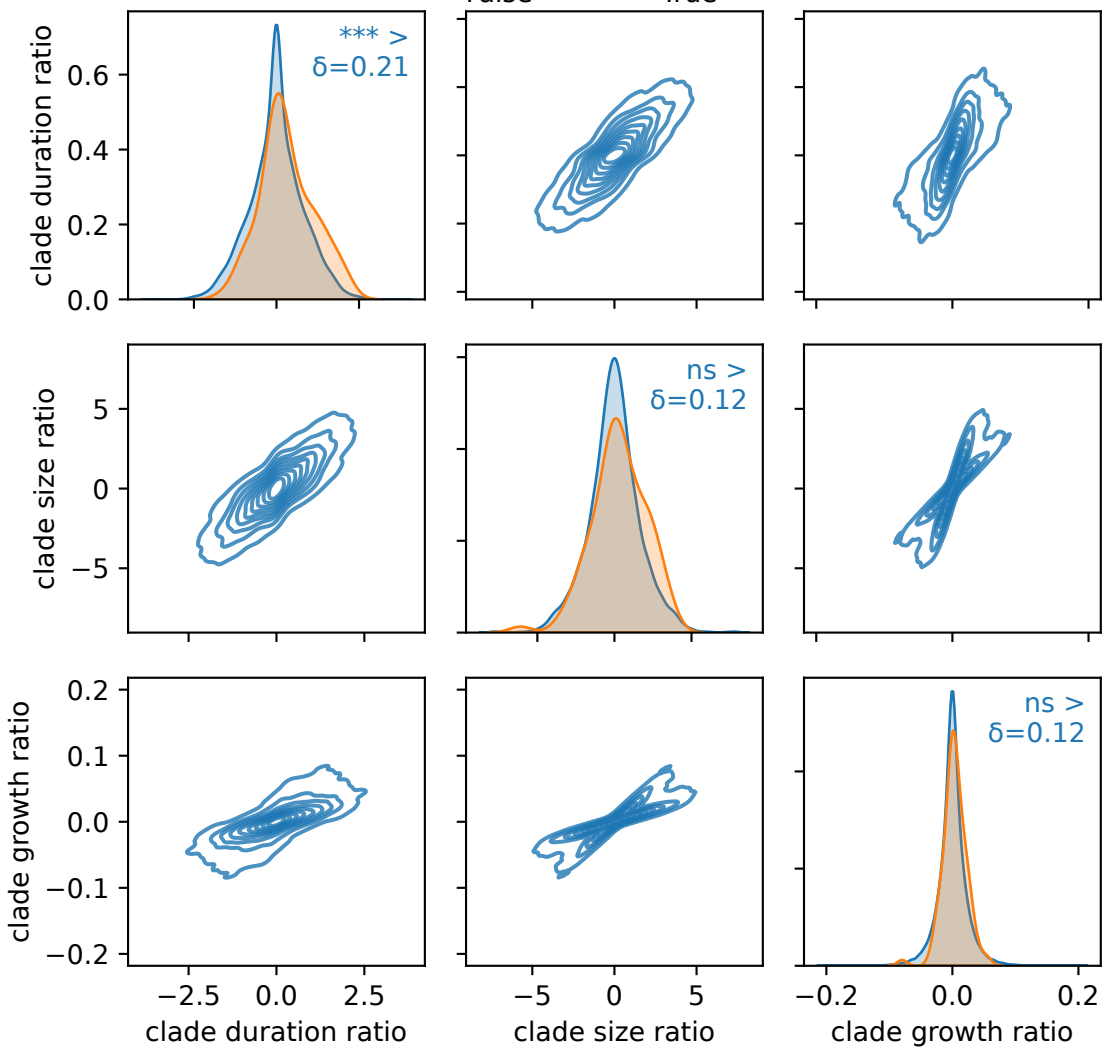 clade duration ratio
0.6
0.4
0.2
0.0
*** >
δ=0.21
clade size ratio
5
0
−5
ns >
δ=0.12
clade growth ratio
0.2
0.1
0.0
−0.1
−0.2
ns >
δ=0.12
−2.5 0.0 2.5
−5 0 5
−0.2 0.0 0.2
clade duration ratio
clade size ratio
clade growth ratio